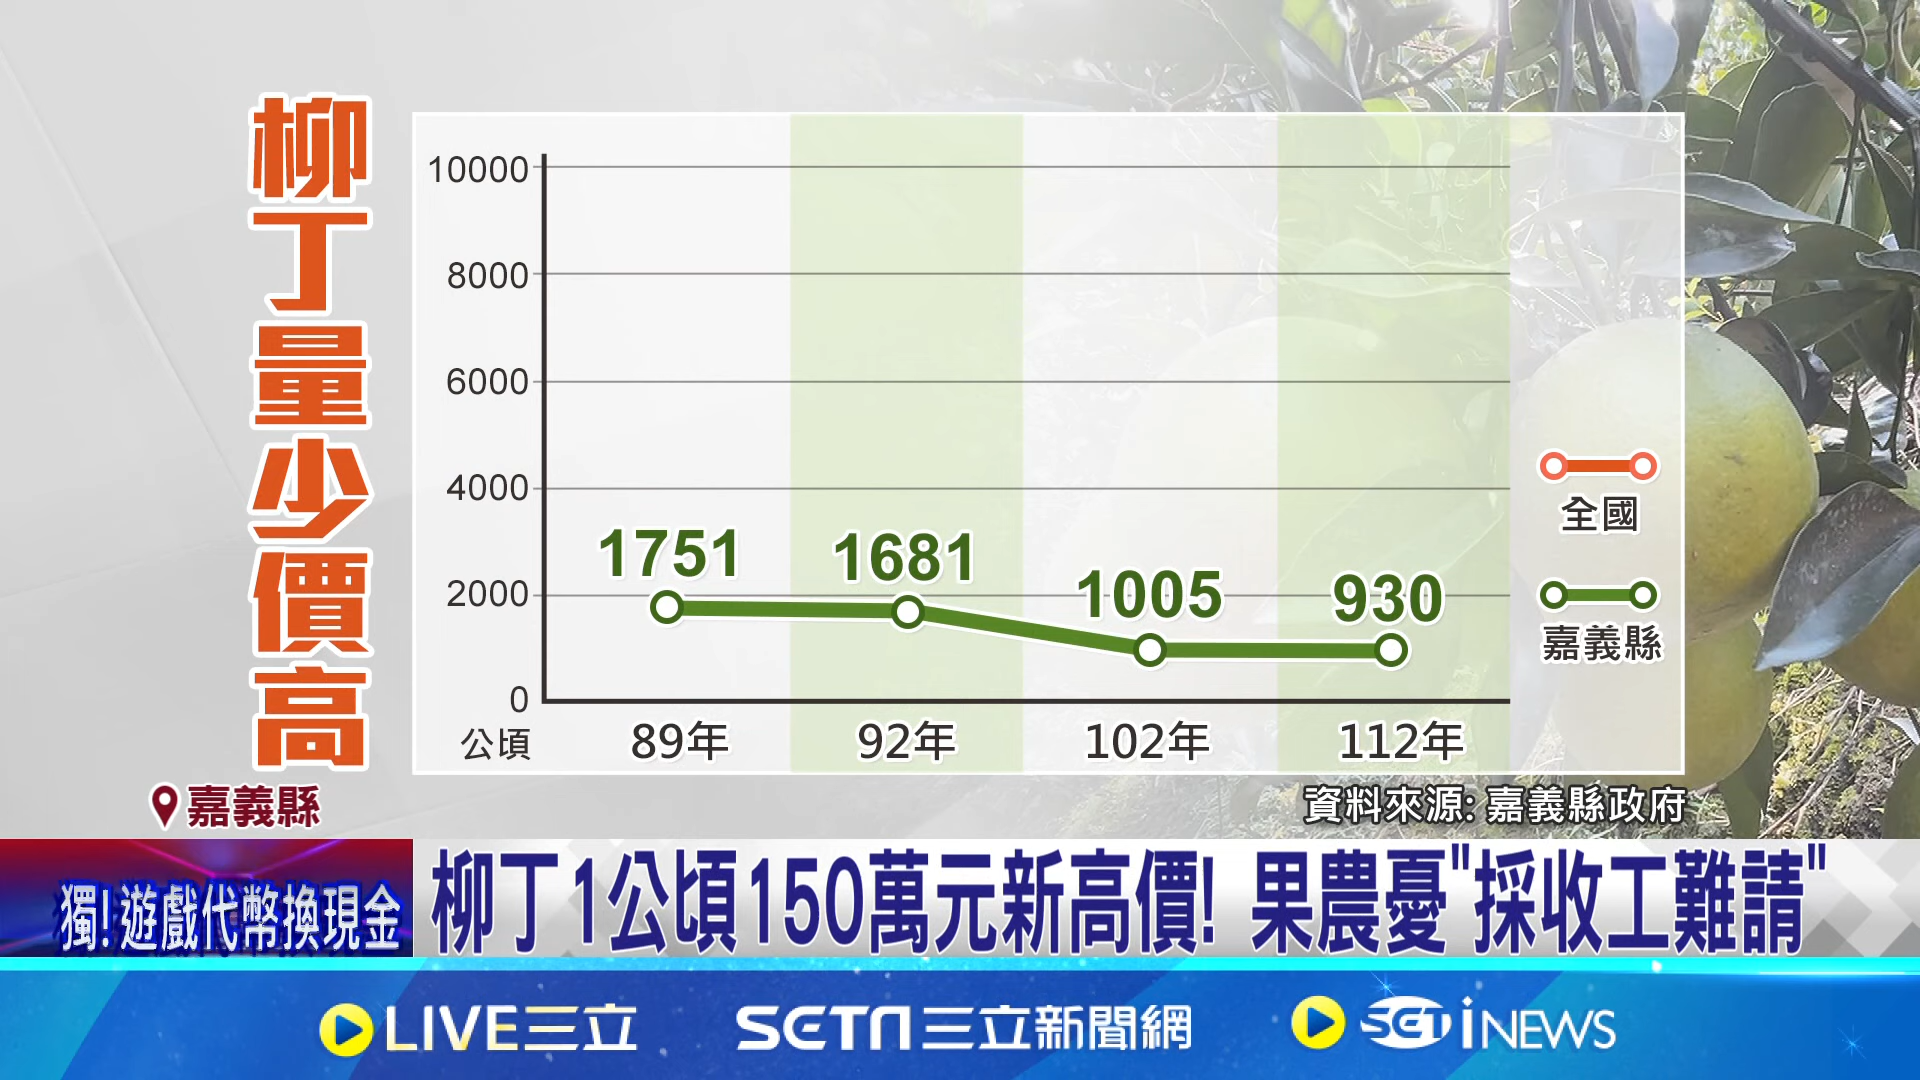 柳丁量少價高
10000
8000
6000
4000
2000
0
公頃
1751
1681
1005
930
89年
92年
102年
112年
全國
嘉義縣
嘉義縣
資料來源:嘉義縣政府
獨!遊戲代幣換現金
柳丁1公頃150萬元新高價! 果農憂"採收工難請"
LIVE三立
SETN三立新聞網
SET iNEWS